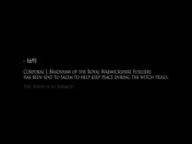 - 1691
Corporal J. Bradshaw of the Royal Warwickshire Fusiliers
has been sent to Salem to help keep peace during the witch trials.